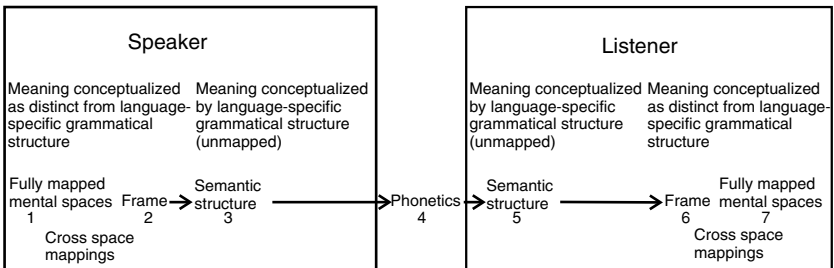 Speaker
Meaning conceptualized
as distinct from language-
specific grammatical
structure
Meaning conceptualized
by language-specific
grammatical structure
(unmapped)
Fully mapped
mental spaces
1
Frame
2
Cross space
mappings
Semantic
structure
3
Phonetics
4
Listener
Meaning conceptualized
by language-specific
grammatical structure
(unmapped)
Meaning conceptualized
as distinct from language-
specific grammatical
structure
Semantic
structure
5
Frame
6
Fully mapped
mental spaces
7
Cross space
mappings